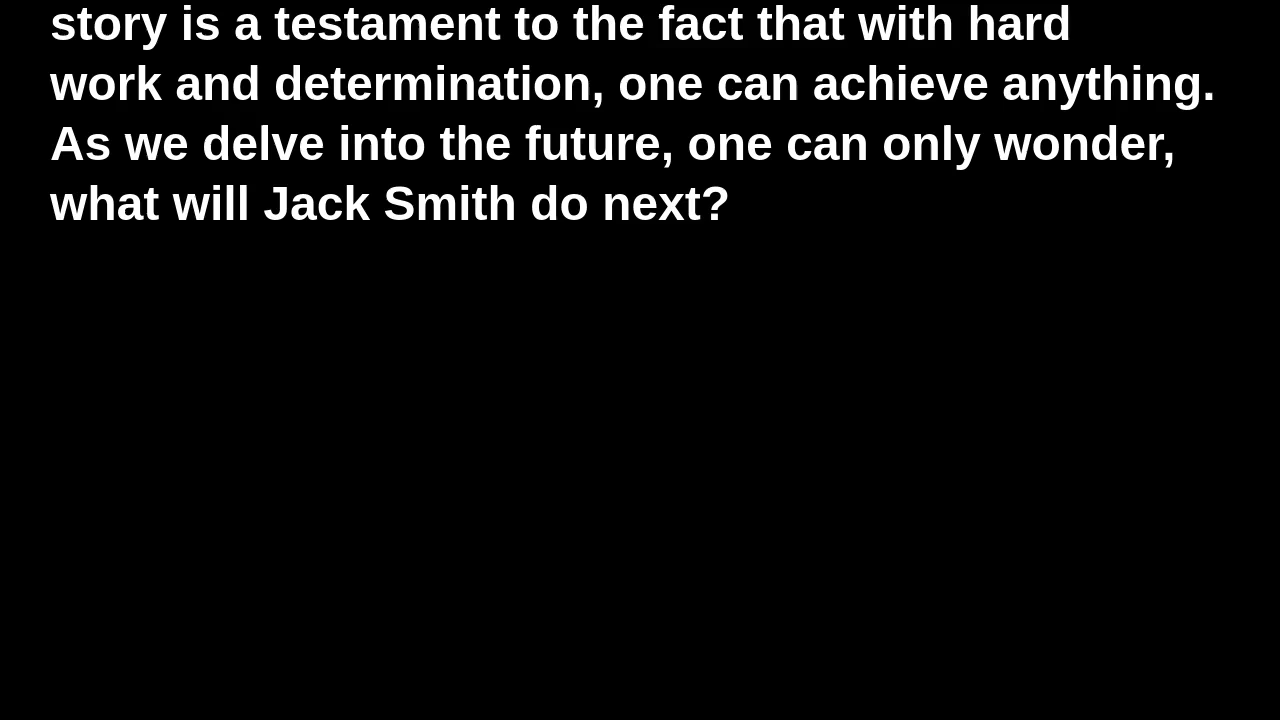 story is a testament to the fact that with hard
work and determination, one can achieve anything.
As we delve into the future, one can only wonder,
what will Jack Smith do next?